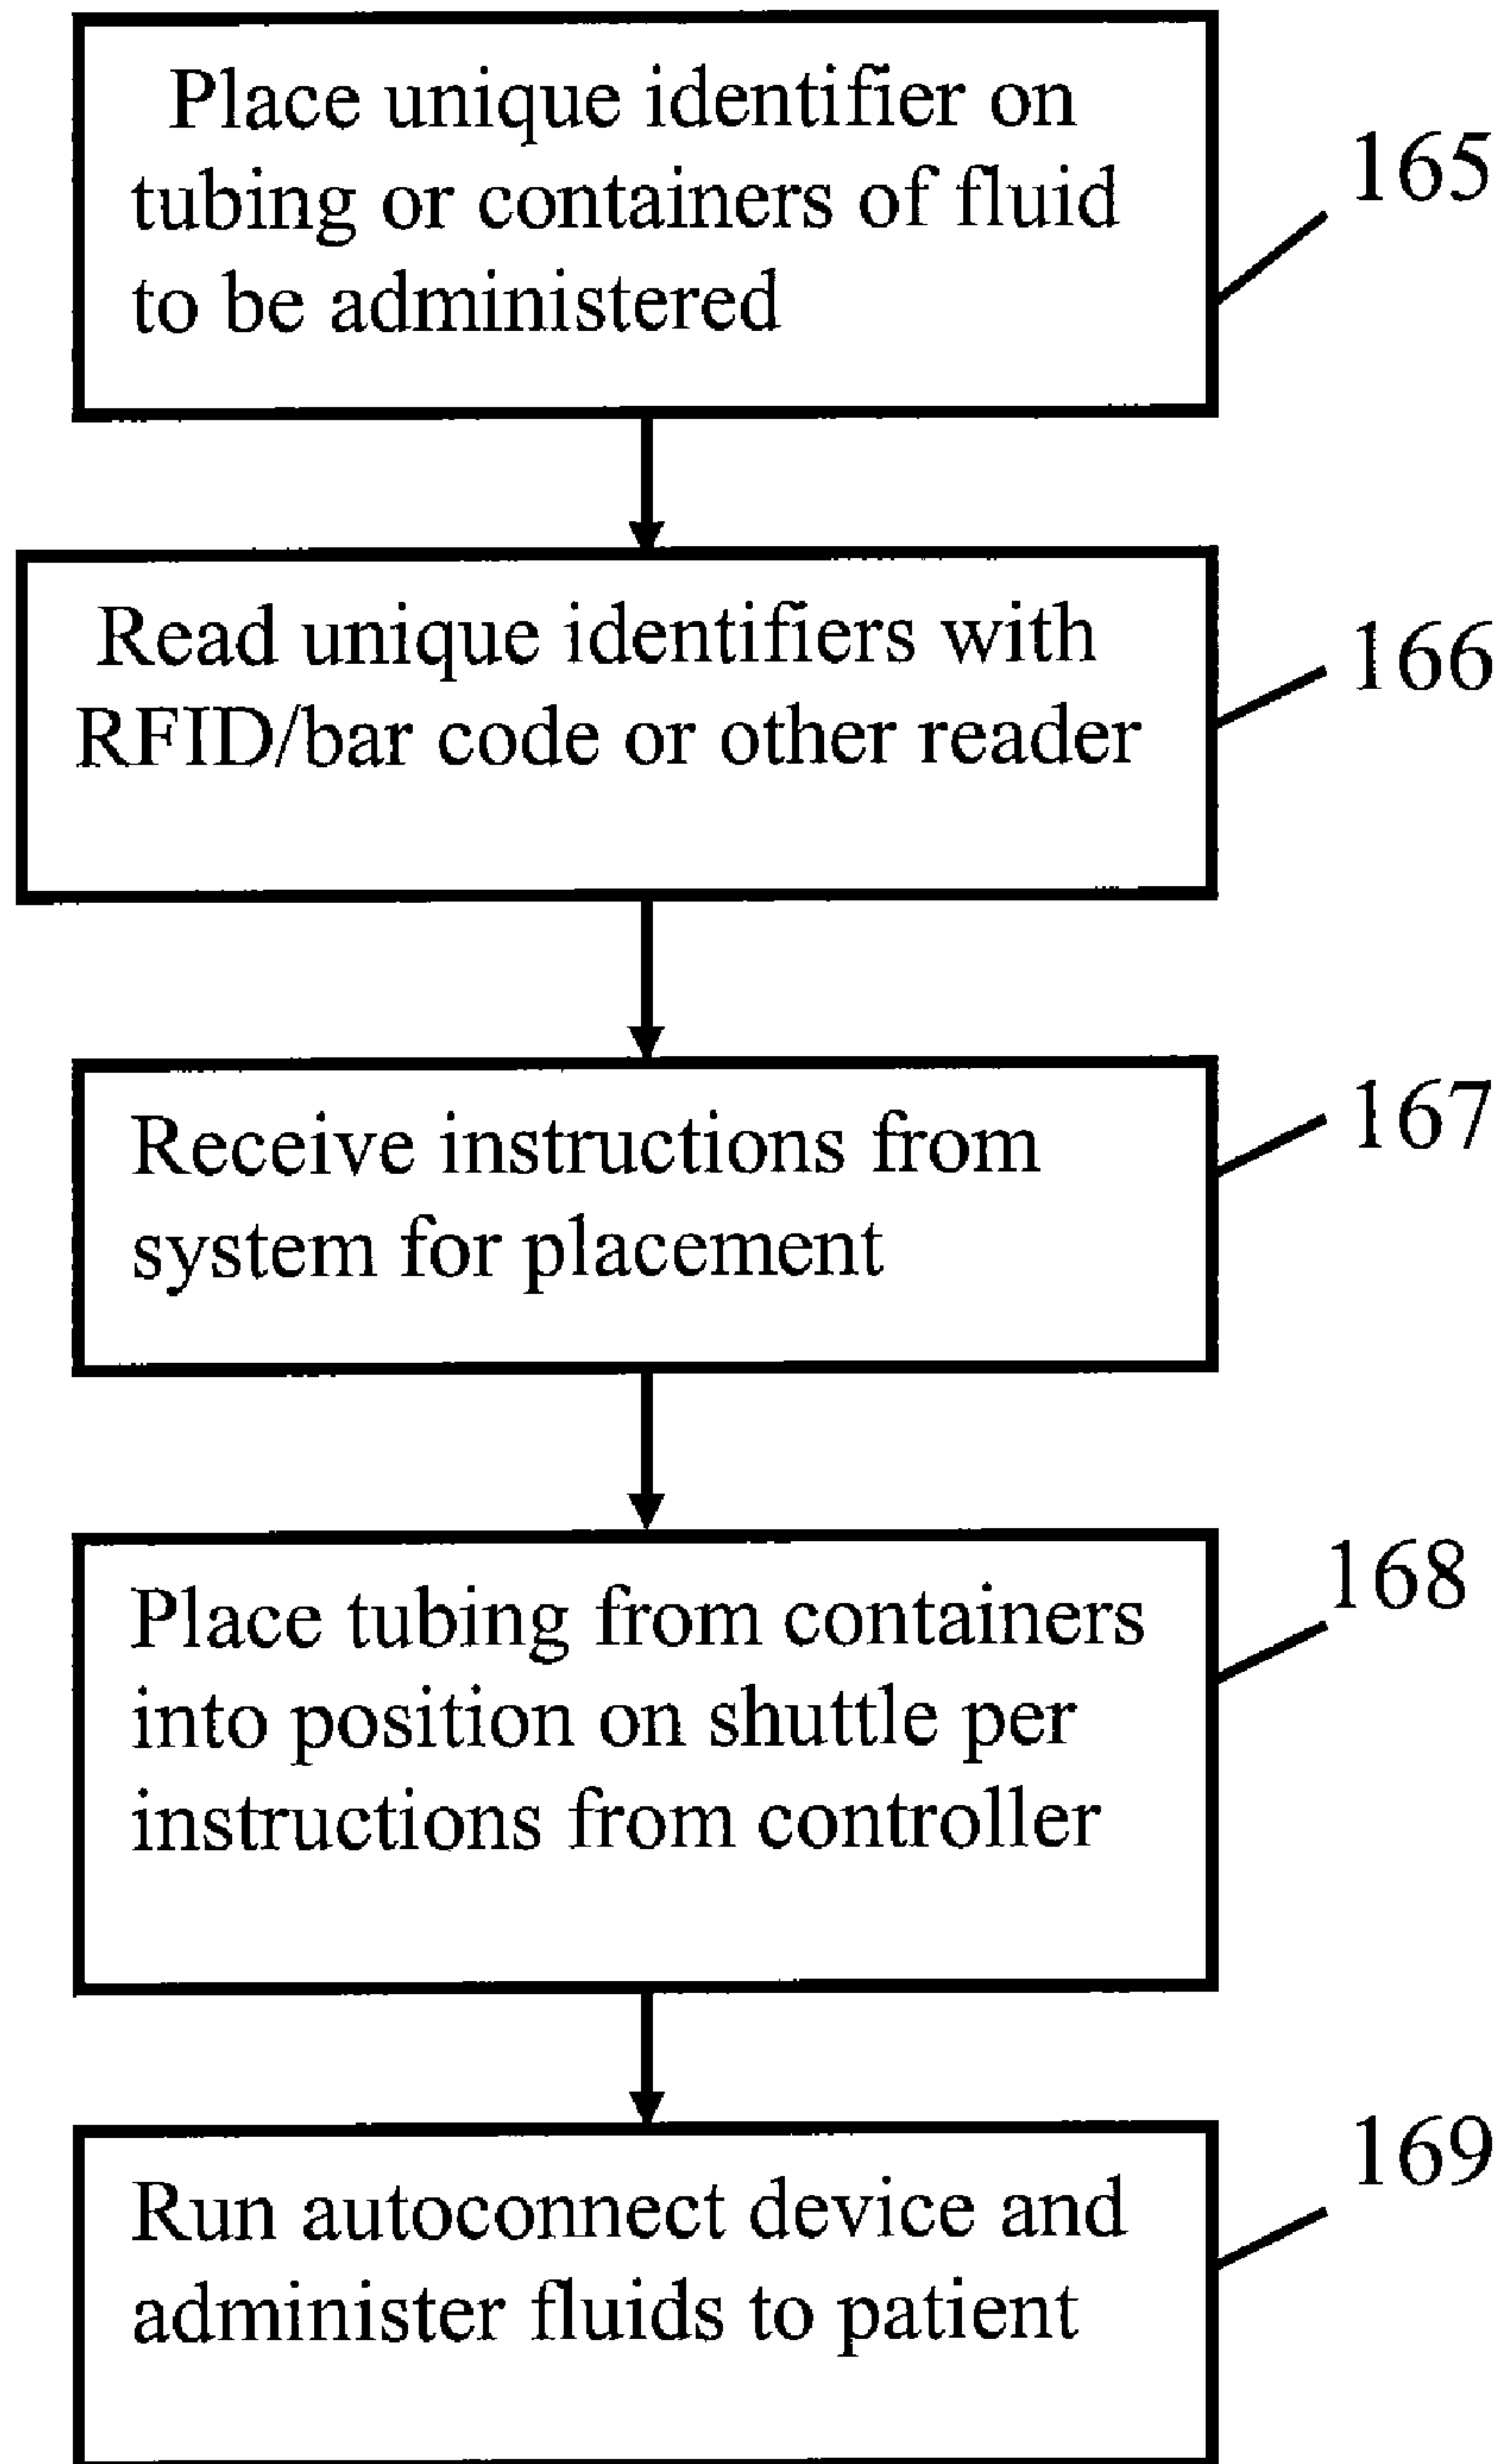 Place unique identifier on
tubing or containers of fluid
to be administered
165
Read unique identifiers with
RFID/bar code or other reader
166
Receive instructions from
system for placement
167
Place tubing from containers
into position on shuttle per
instructions from controller
168
Run autoconnect device and
administer fluids to patient
169